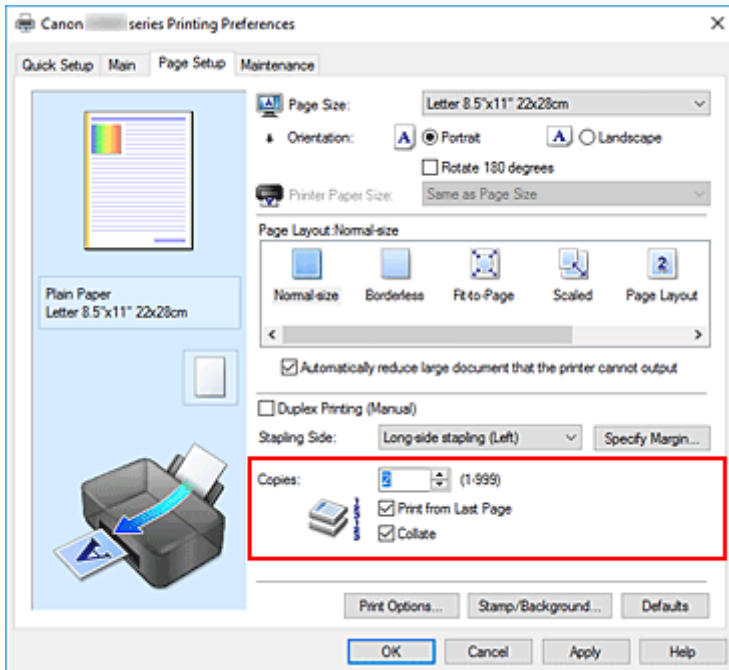 Canon series Printing Preferences
Quick Setup Main Page Setup Maintenance
Page Size: Letter 8.5"x11" 22x28cm
Orientation: A Portrait A Landscape
Rotate 180 degrees
Printer Paper Size: Same as Page Size
Page Layout:Normal-size
2
Normal-size Borderless Fit-to-Page Scaled Page Layout
Plain Paper
Letter 8.5"x11" 22x28cm
Automatically reduce large document that the printer cannot output
Duplex Printing (Manual)
Stapling Side: Long-side stapling (Left) Specify Margin...
Copies: 2 (1-999)
Print from Last Page
Collate
A
Print Options... Stamp/Background... Defaults
OK Cancel Apply Help